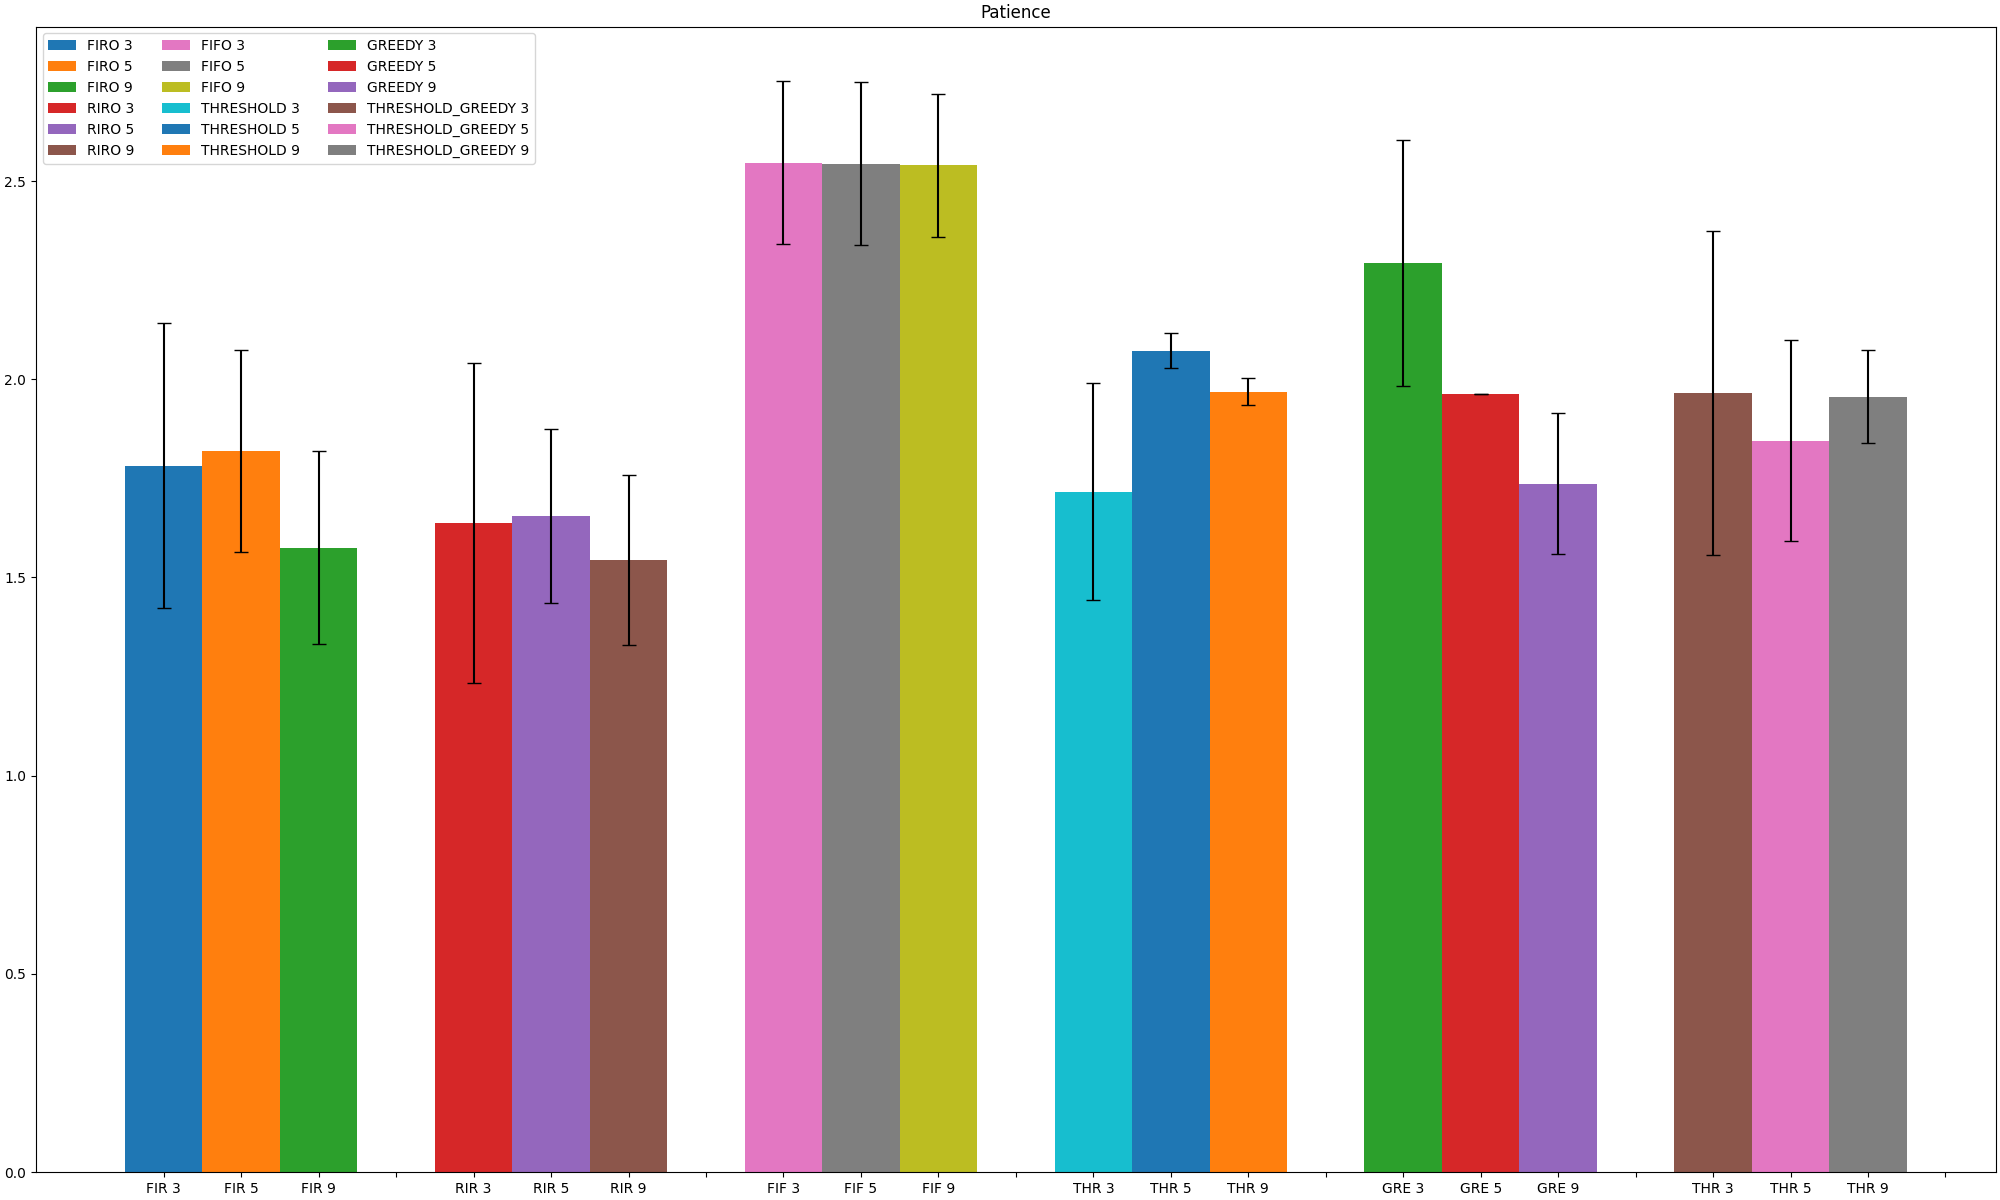 Patience
FIRO 3
FIRO 5
FIRO 9
RIRO 3
RIRO 5
RIRO 9
FIFO 3
FIFO 5
FIFO 9
THRESHOLD 3
THRESHOLD 5
THRESHOLD 9
GREEDY 3
GREEDY 5
GREEDY 9
THRESHOLD_GREEDY 3
THRESHOLD_GREEDY 5
THRESHOLD_GREEDY 9
2.5
2.0
1.5
1.0
0.5
0.0
FIR 3 FIR 5 FIR 9 RIR 3 RIR 5 RIR 9 FIF 3 FIF 5 FIF 9 THR 3 THR 5 THR 9 GRE 3 GRE 5 GRE 9 THR 3 THR 5 THR 9